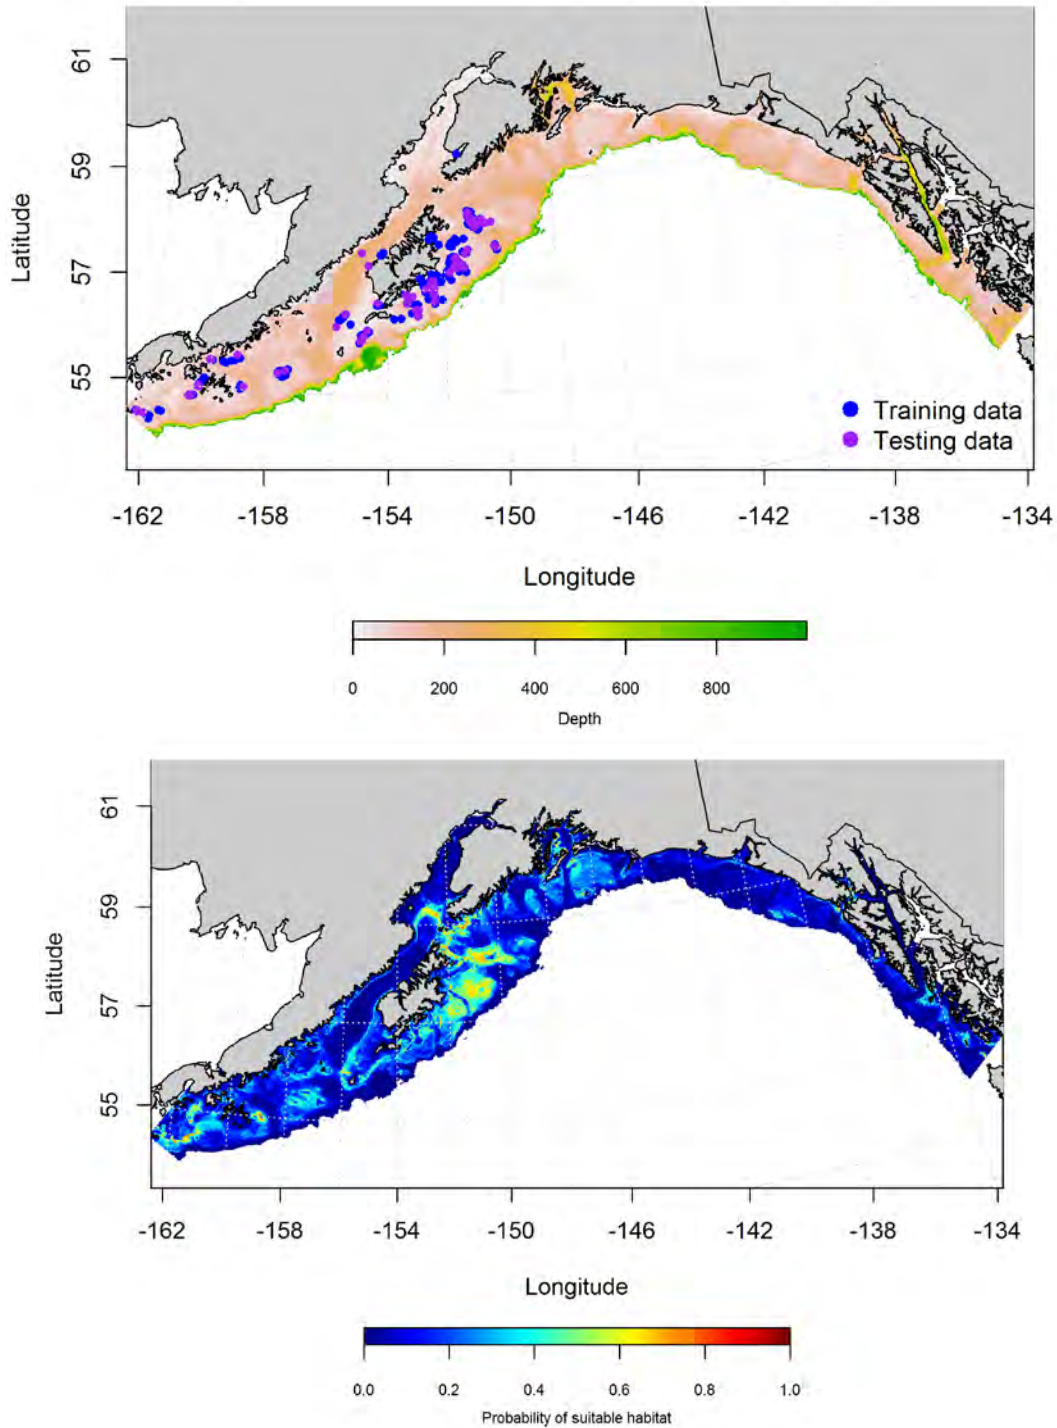 61
59
57
55
Latitude
Training data
Testing data
-162 -158 -154 -150 -146 -142 -138 -134
Longitude
0 200 400 600 800
Depth
61
59
57
55
Latitude
-162 -158 -154 -150 -146 -142 -138 -134
Longitude
0.0 0.2 0.4 0.6 0.8 1.0
Probability of suitable habitat